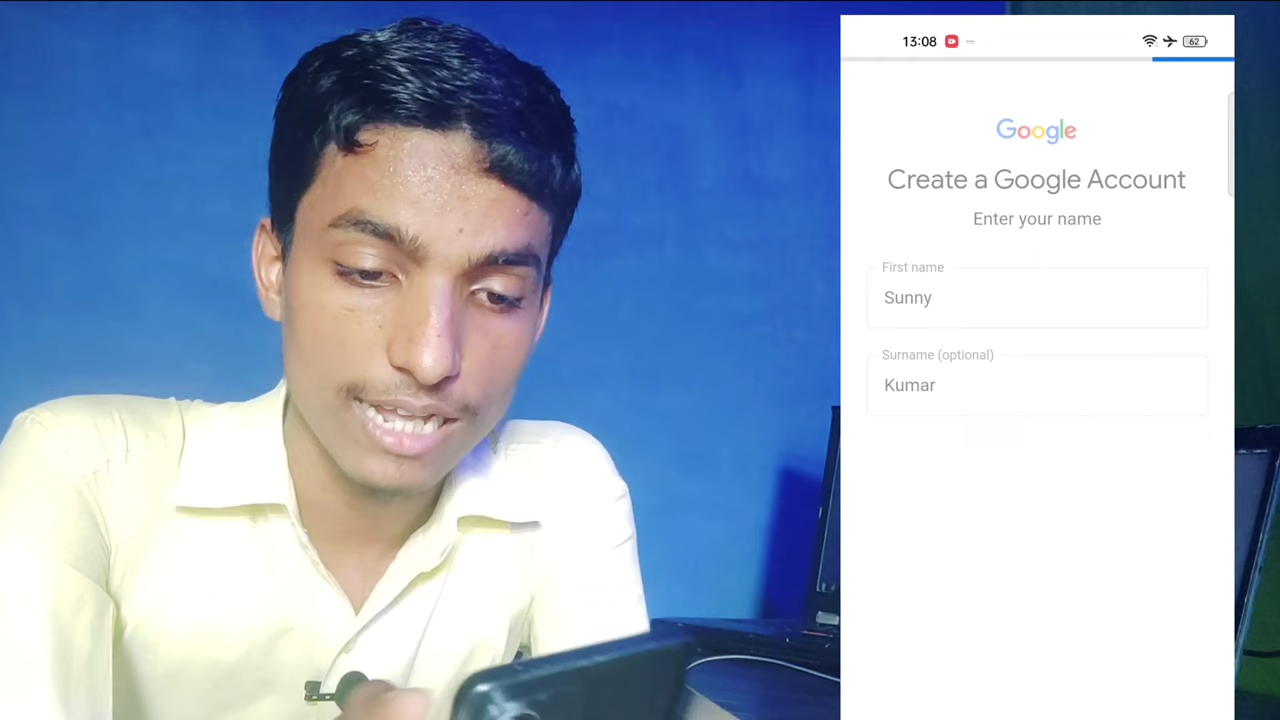 13:08
62
Google
Create a Google Account
Enter your name
First name
Sunny
Surname (optional)
Kumar